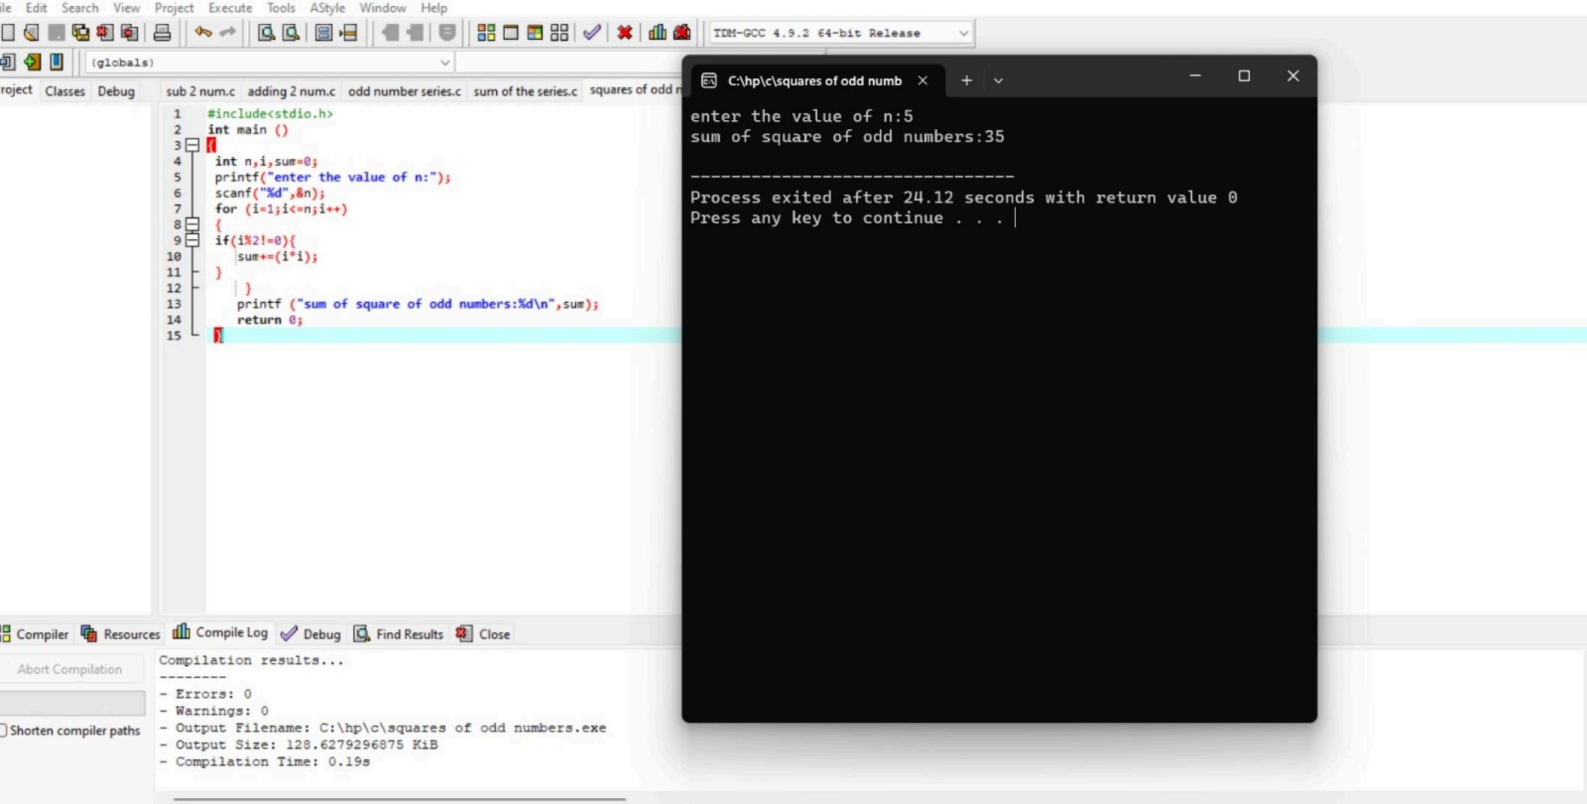 ile Edit Search View Project Execute Tools AStyle Window Help
TDM-GCC 4.9.2 64-bit Release
(globals)
roject Classes Debug
sub 2 num.c adding 2 num.c odd number series.c sum of the series.c squares of odd n
1 #include<stdio.h>
2 int main ()
3 {
4 int n,i,sum=0;
5 printf("enter the value of n:");
6 scanf("%d",&n);
7 for (i=1;i<=n;i++)
8 {
9 if(i%2!=0){
10 sum+=(i*i);
11 }
12 }
13 printf ("sum of square of odd numbers:%d\n",sum);
14 return 0;
15 }
C:\hp\c\squares of odd numb
enter the value of n:5
sum of square of odd numbers:35
--------------------------------
Process exited after 24.12 seconds with return value 0
Press any key to continue . . .
Compiler Resources Compile Log Debug Find Results Close
Abort Compilation
Shorten compiler paths
Compilation results...
--------
- Errors: 0
- Warnings: 0
- Output Filename: C:\hp\c\squares of odd numbers.exe
- Output Size: 128.6279296875 KiB
- Compilation Time: 0.19s